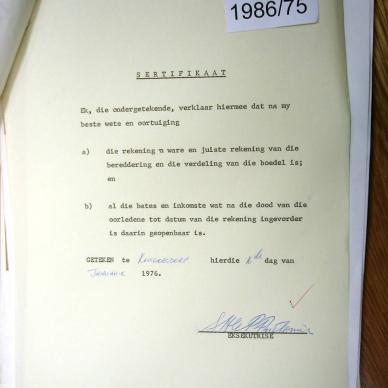 1986/75
SERTIFIKAAT
Ek, die ondergetekende, verklaar hiermee dat na my
beste wete en oortuiging
a) die rekening 'n ware en juiste rekening van die
bereddering en die verdeling van die boedel is;
en
b) al die bates en inkomste wat na die dood van die
oorledene tot datum van die rekening ingevorder
is daarin geopenbaar is.
GETEKEN te hierdie dag van
1976.
EKSEKUTRISE